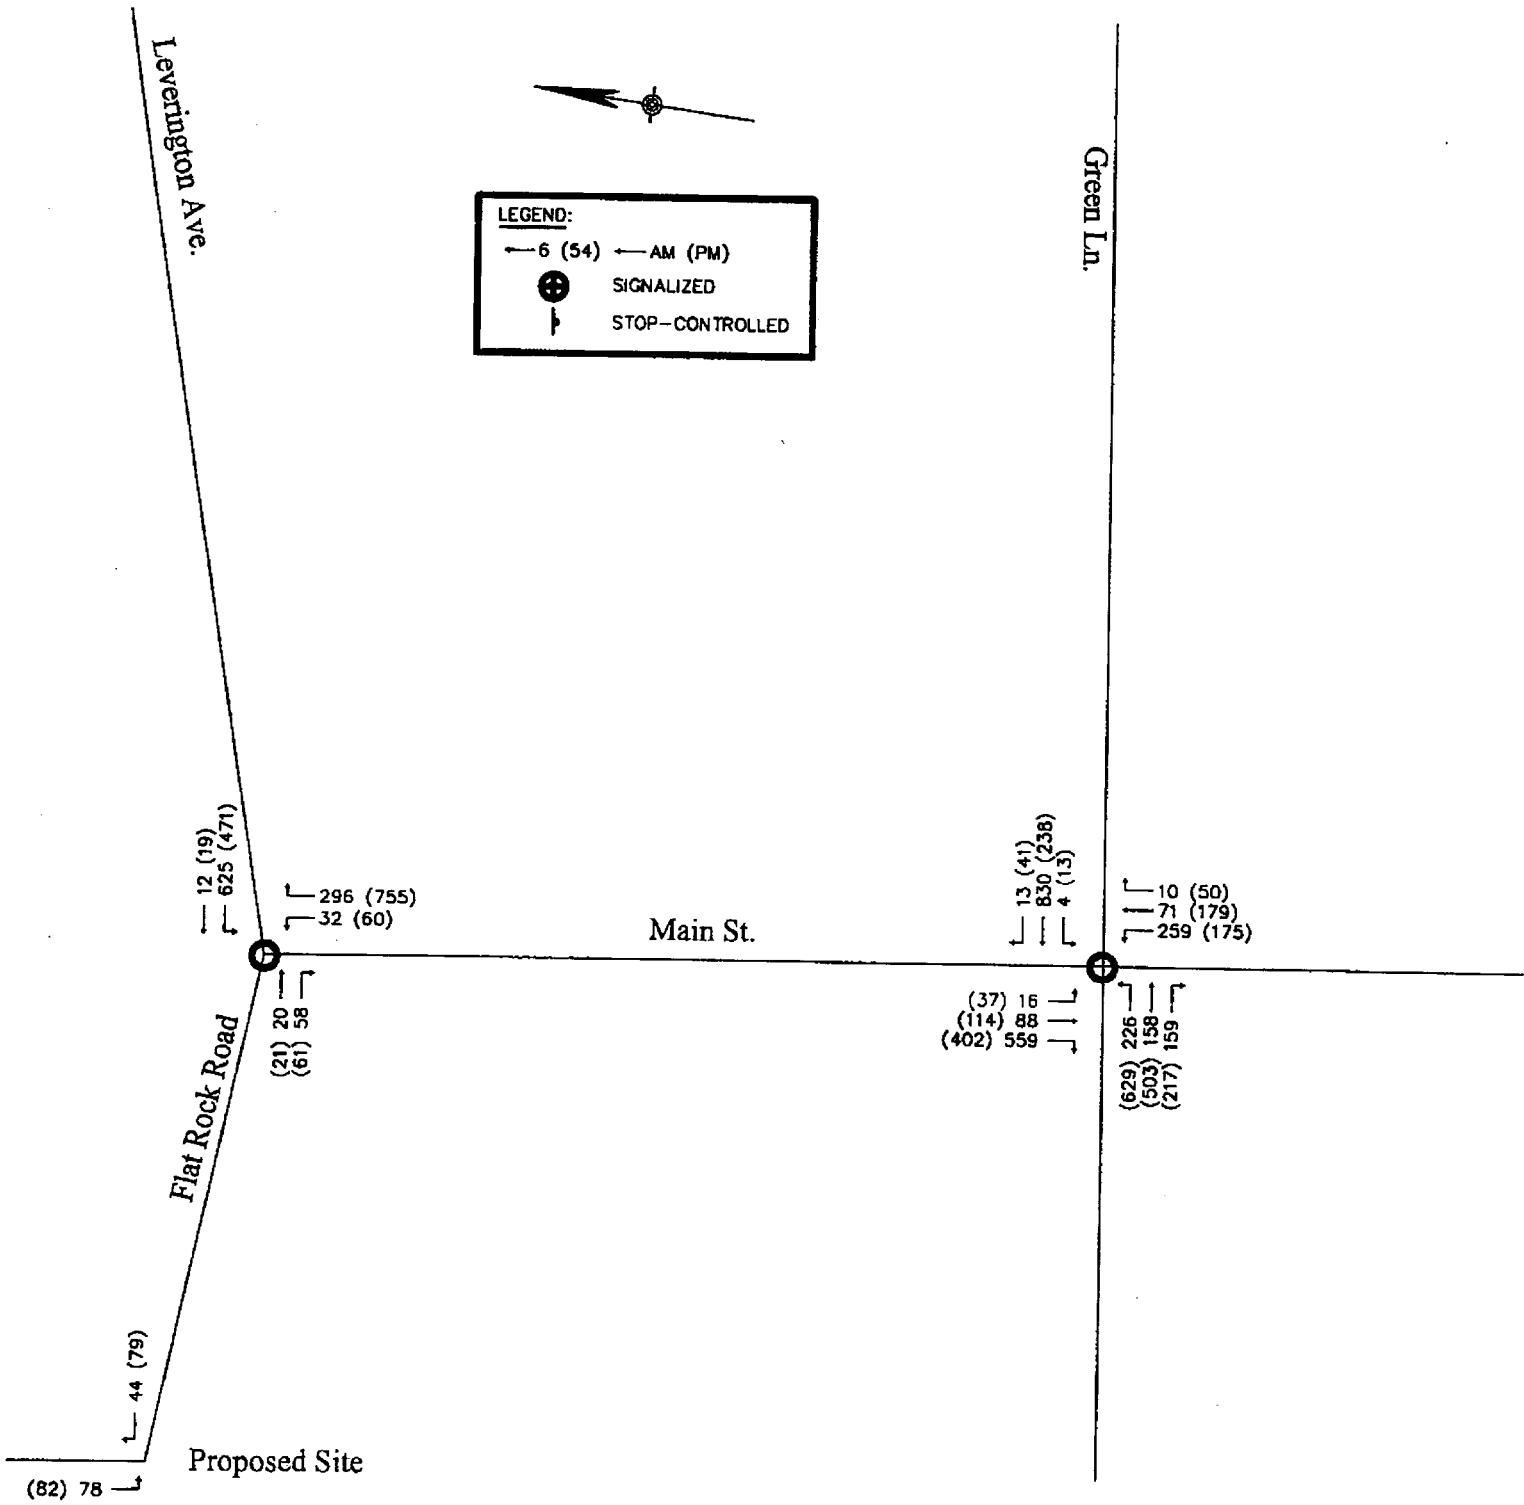 Leverington Ave.
Green Ln.
LEGEND:
6 (54) AM (PM)
SIGNALIZED
STOP-CONTROLLED
12 (19)
625 (471)
296 (755)
32 (60)
Main St.
13 (41)
830 (238)
4 (13)
10 (50)
71 (179)
259 (175)
(21) 20
(61) 58
(37) 16
(114) 88
(402) 559
(629) 226
(503) 158
(217) 159
Flat Rock Road
44 (79)
Proposed Site
(82) 78